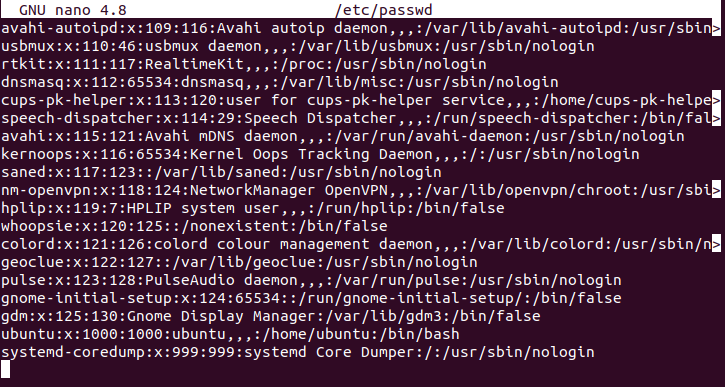 GNU nano 4.8 /etc/passwd
avahi-autoipd:x:109:116:Avahi autoip daemon,,,:/var/lib/avahi-autoipd:/usr/sbin>
usbmux:x:110:46:usbmux daemon,,,:/var/lib/usbmux:/usr/sbin/nologin
rtkit:x:111:117:RealtimeKit,,,:/proc:/usr/sbin/nologin
dnsmasq:x:112:65534:dnsmasq,,,:/var/lib/misc:/usr/sbin/nologin
cups-pk-helper:x:113:120:user for cups-pk-helper service,,,:/home/cups-pk-helpe>
speech-dispatcher:x:114:29:Speech Dispatcher,,,:/run/speech-dispatcher:/bin/fal>
avahi:x:115:121:Avahi mDNS daemon,,,:/var/run/avahi-daemon:/usr/sbin/nologin
kernoops:x:116:65534:Kernel Oops Tracking Daemon,,,:/:/usr/sbin/nologin
saned:x:117:123::/var/lib/saned:/usr/sbin/nologin
nm-openvpn:x:118:124:NetworkManager OpenVPN,,,:/var/lib/openvpn/chroot:/usr/sbi>
hplip:x:119:7:HPLIP system user,,,:/run/hplip:/bin/false
whoopsie:x:120:125::/nonexistent:/bin/false
colord:x:121:126:colord colour management daemon,,,:/var/lib/colord:/usr/sbin/n>
geoclue:x:122:127::/var/lib/geoclue:/usr/sbin/nologin
pulse:x:123:128:PulseAudio daemon,,,:/var/run/pulse:/usr/sbin/nologin
gnome-initial-setup:x:124:65534::/run/gnome-initial-setup/:/bin/false
gdm:x:125:130:Gnome Display Manager:/var/lib/gdm3:/bin/false
ubuntu:x:1000:1000:ubuntu,,,:/home/ubuntu:/bin/bash
systemd-coredump:x:999:999:systemd Core Dumper:/:/usr/sbin/nologin